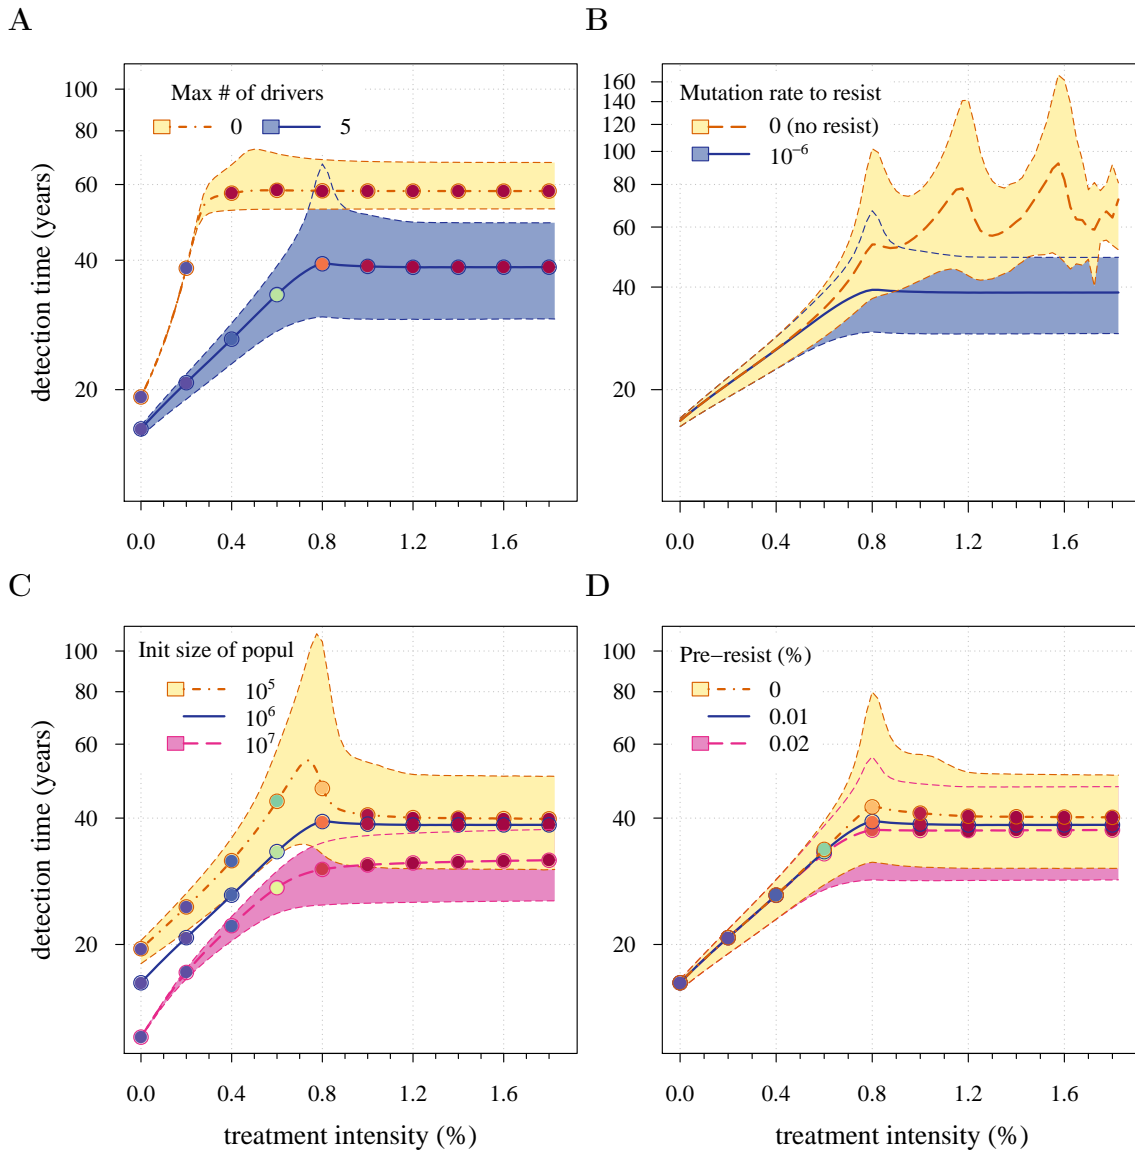 A
Max # of drivers
0 5
100
80
60
40
20
detection time (years)
0.0 0.4 0.8 1.2 1.6
B
Mutation rate to resist
0 (no resist)
10⁻⁶
160
140
120
100
80
60
40
20
0.0 0.4 0.8 1.2 1.6
C
Init size of popul
10⁵
10⁶
10⁷
100
80
60
40
20
detection time (years)
0.0 0.4 0.8 1.2 1.6
treatment intensity (%)
D
Pre−resist (%)
0
0.01
0.02
100
80
60
40
20
0.0 0.4 0.8 1.2 1.6
treatment intensity (%)